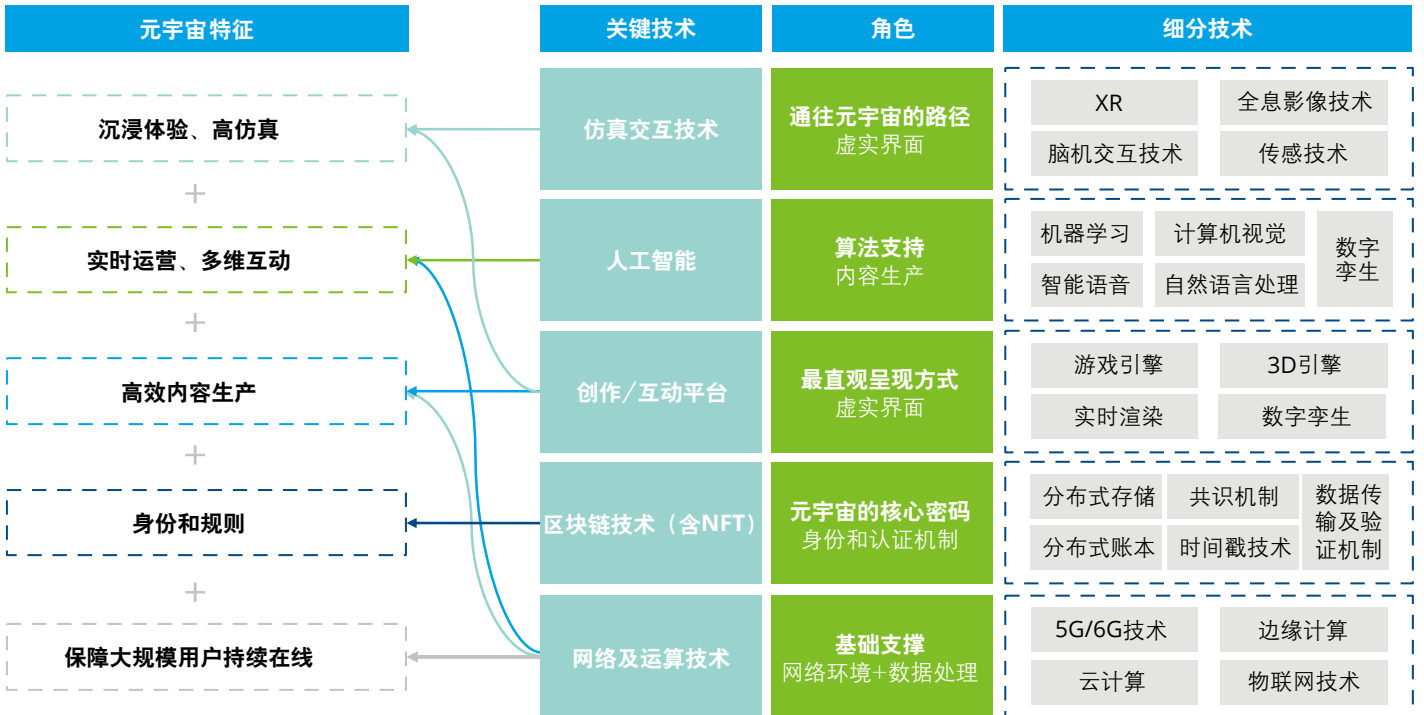 元宇宙特征
关键技术
角色
细分技术
沉浸体验、高仿真
仿真交互技术
通往元宇宙的路径
虚实界面
XR
全息影像技术
脑机交互技术
传感技术
+
实时运营、多维互动
人工智能
算法支持
内容生产
机器学习
计算机视觉
智能语音
自然语言处理
数字
孪生
+
高效内容生产
创作/互动平台
最直观呈现方式
虚实界面
游戏引擎
3D引擎
实时渲染
数字孪生
+
身份和规则
区块链技术（含NFT）
元宇宙的核心密码
身份和认证机制
分布式存储
共识机制
分布式账本
时间戳技术
数据传
输及验
证机制
+
保障大规模用户持续在线
网络及运算技术
基础支撑
网络环境+数据处理
5G/6G技术
边缘计算
云计算
物联网技术